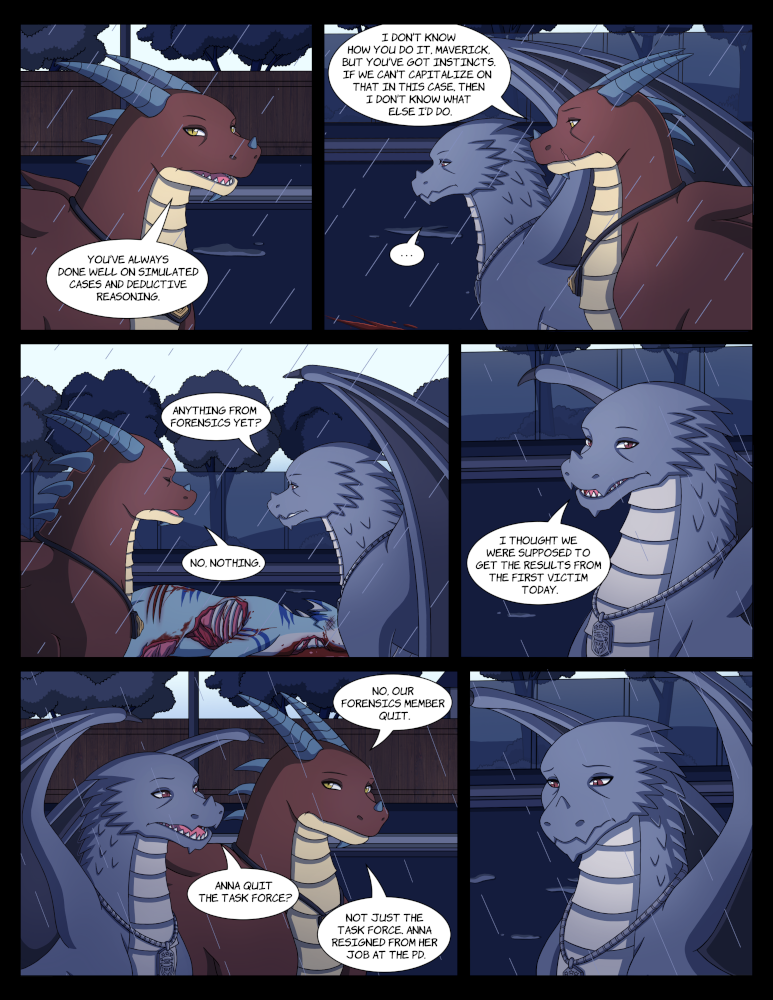 YOU'VE ALWAYS
DONE WELL ON SIMULATED
CASES AND DEDUCTIVE
REASONING.
I DON'T KNOW
HOW YOU DO IT, MAVERICK,
BUT YOU'VE GOT INSTINCTS.
IF WE CAN'T CAPITALIZE ON
THAT IN THIS CASE, THEN
I DON'T KNOW WHAT
ELSE I'D DO.
...
ANYTHING FROM
FORENSICS YET?
NO, NOTHING.
I THOUGHT WE
WERE SUPPOSED TO
GET THE RESULTS FROM
THE FIRST VICTIM
TODAY.
NO, OUR
FORENSICS MEMBER
QUIT.
ANNA QUIT
THE TASK FORCE?
NOT JUST THE
TASK FORCE. ANNA
RESIGNED FROM HER
JOB AT THE PD.